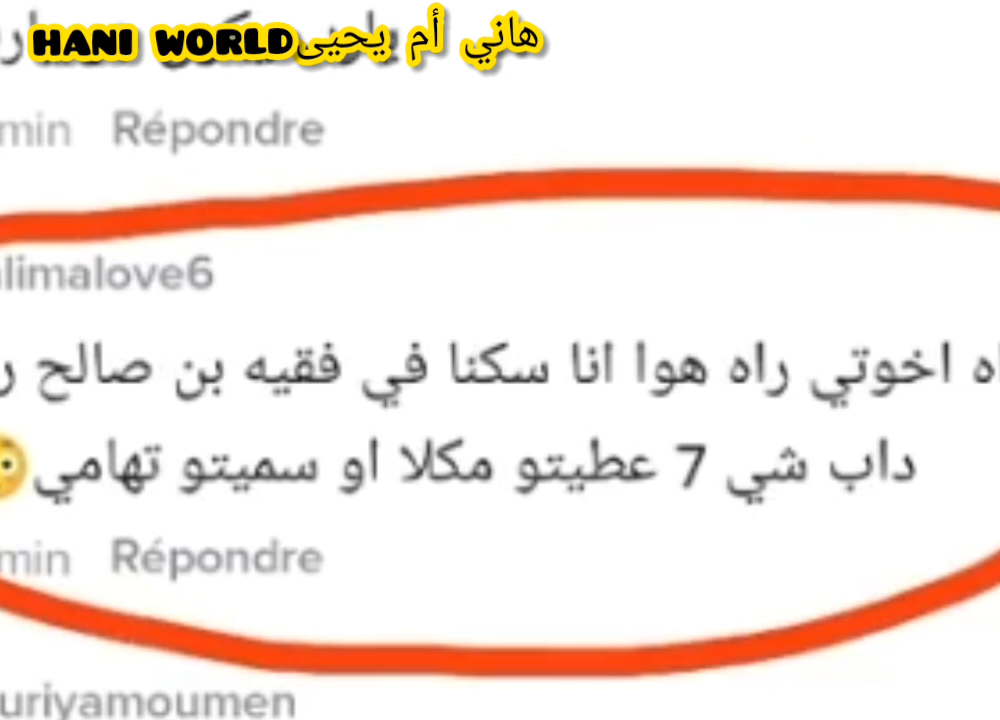 HANI WORLD هاني أم يحيى
min Répondre
limalove6
اه اخوتي راه هوا انا سكنا في فقيه بن صالح ر
داب شي 7 عطيتو مكلا او سميتو تهامي
min Répondre
uriyamoumen